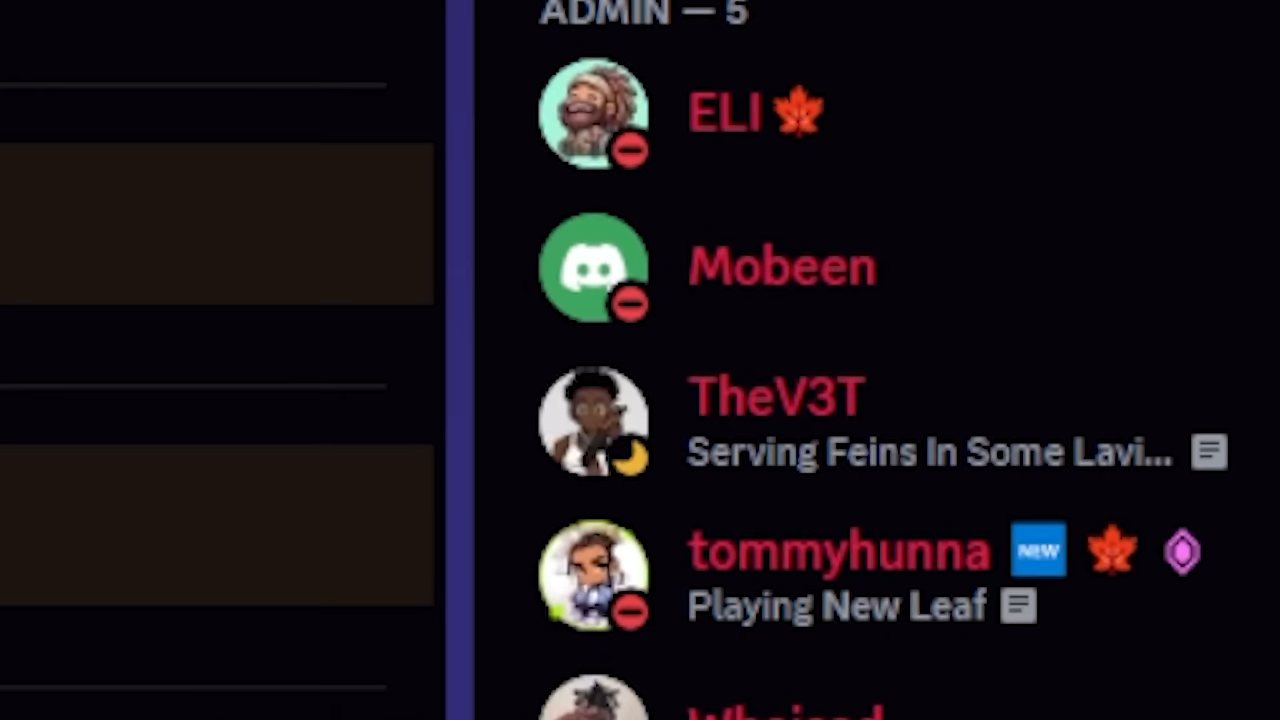 ADMIN — 5
ELI 🍁
Mobeen
TheV3T
Serving Feins In Some Lavi...
tommyhunna 🆕 🍁
NEW
Playing New Leaf